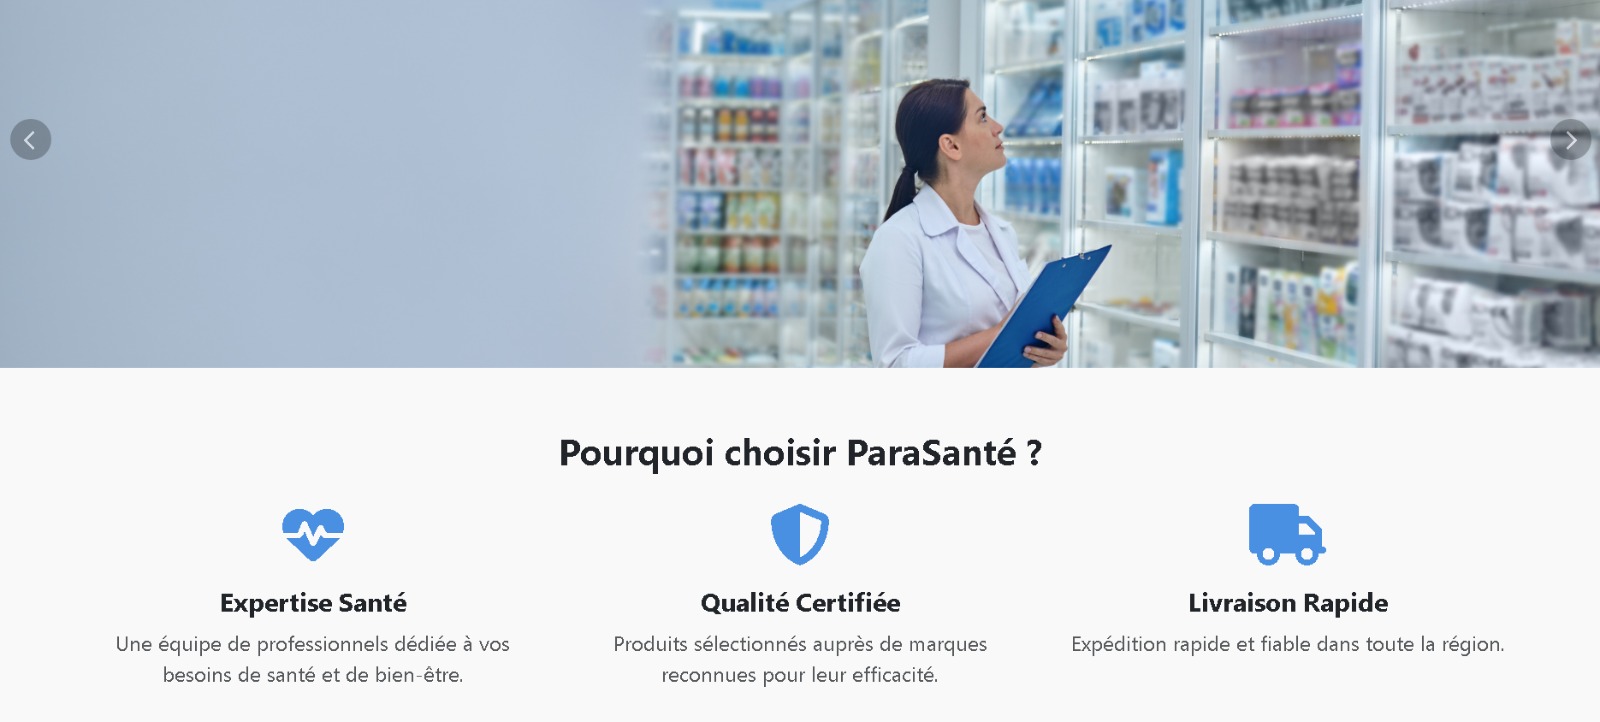 Pourquoi choisir ParaSanté ?
Expertise Santé
Une équipe de professionnels dédiée à vos
besoins de santé et de bien-être.
Qualité Certifiée
Produits sélectionnés auprès de marques
reconnues pour leur efficacité.
Livraison Rapide
Expédition rapide et fiable dans toute la région.